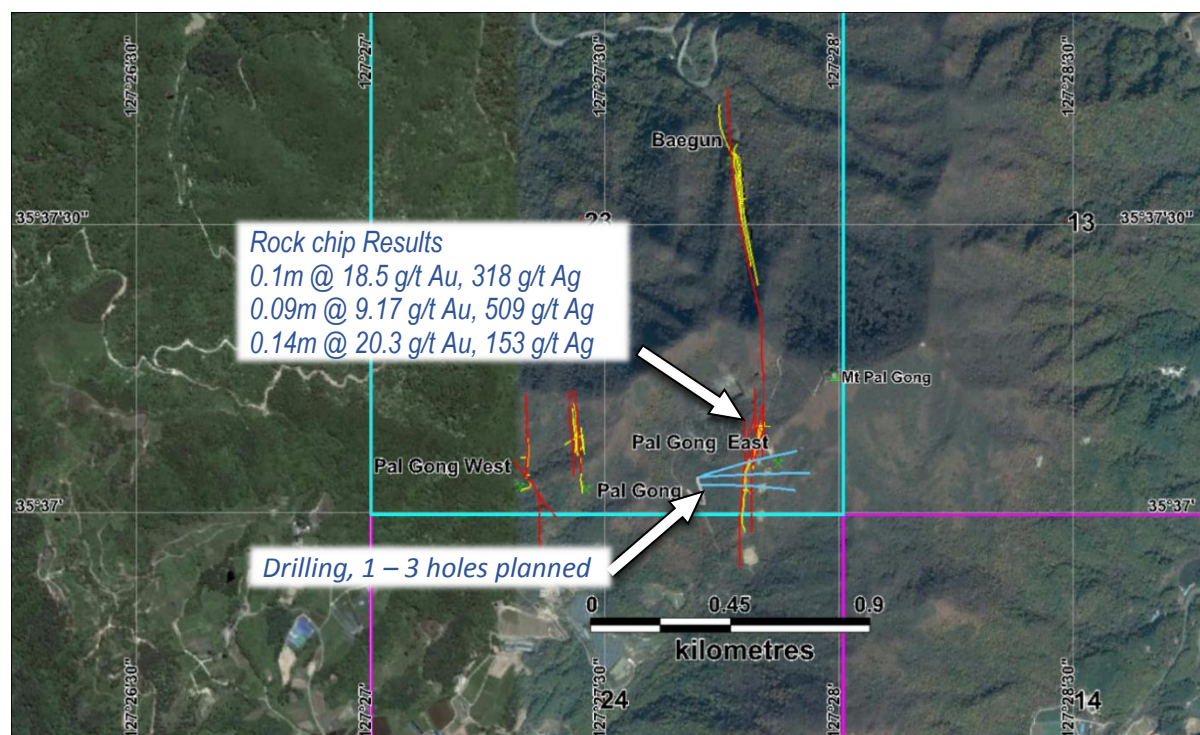 127°26'30"
127°27'
127°27'30"
127°28'
127°28'30"
Baegun
35°37'30"
23
13
35°37'30"
Rock chip Results
0.1m @ 18.5 g/t Au, 318 g/t Ag
0.09m @ 9.17 g/t Au, 509 g/t Ag
0.14m @ 20.3 g/t Au, 153 g/t Ag
Mt Pal Gong
Pal Gong East
Pal Gong West
Pal Gong
35°37'
35°37'
Drilling, 1 – 3 holes planned
0 0.45 0.9
kilometres
127°26'30"
127°27'
127°27'30"
127°28'
127°28'30"
24
14